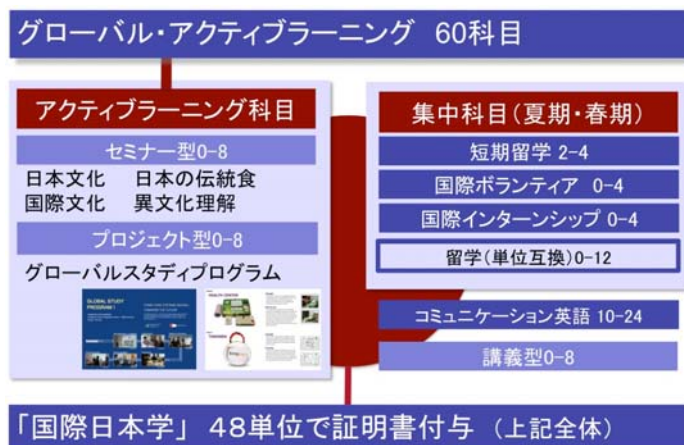 グローバル・アクティブラーニング 60科目
アクティブラーニング科目
セミナー型0-8
日本文化 日本の伝統食
国際文化 異文化理解
プロジェクト型0-8
グローバルスタディプログラム
GLOBAL STUDY
PROGRAM I
HEALTH CENTER
集中科目(夏期・春期)
短期留学 2-4
国際ボランティア 0-4
国際インターンシップ 0-4
留学(単位互換)0-12
コミュニケーション英語 10-24
講義型0-8
「国際日本学」 48単位で証明書付与 (上記全体)